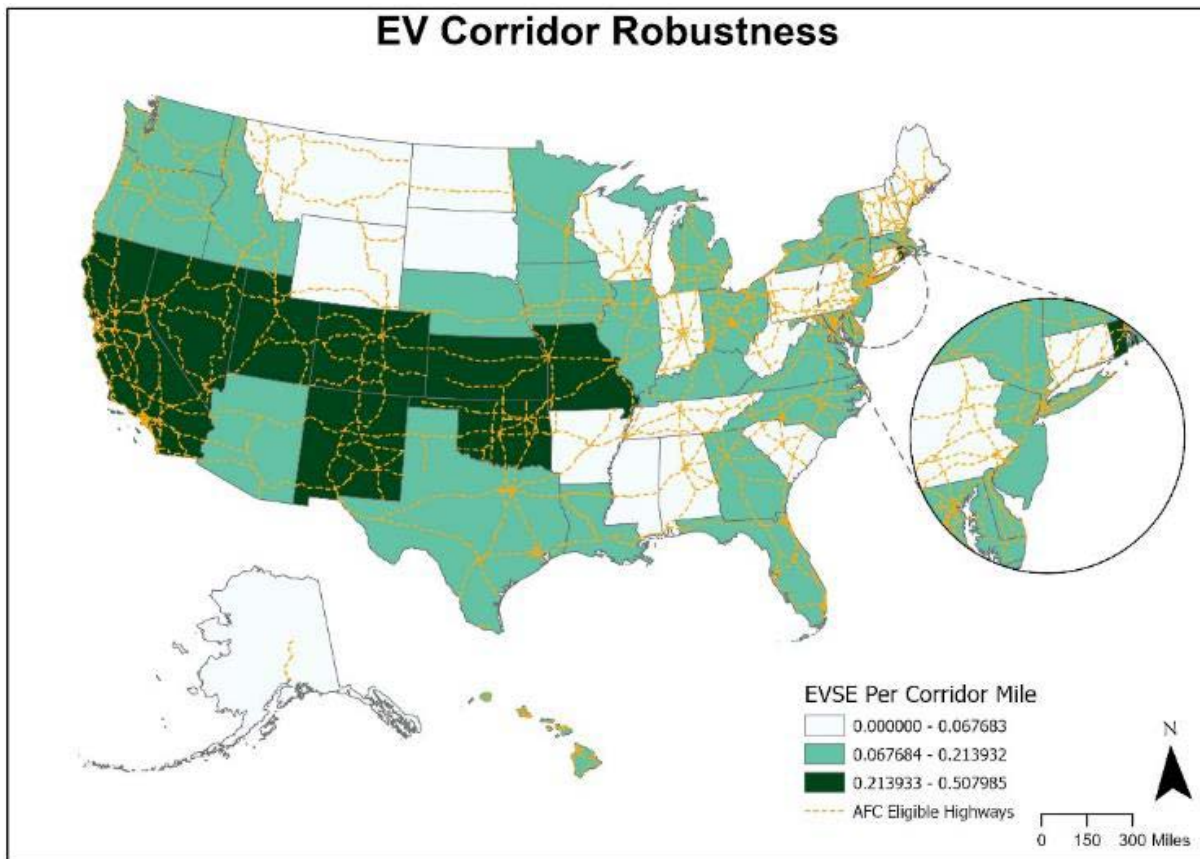 EV Corridor Robustness
EVSE Per Corridor Mile
0.000000 - 0.067683
0.067684 - 0.213932
0.213933 - 0.507985
AFC Eligible Highways
N
0 150 300 Miles